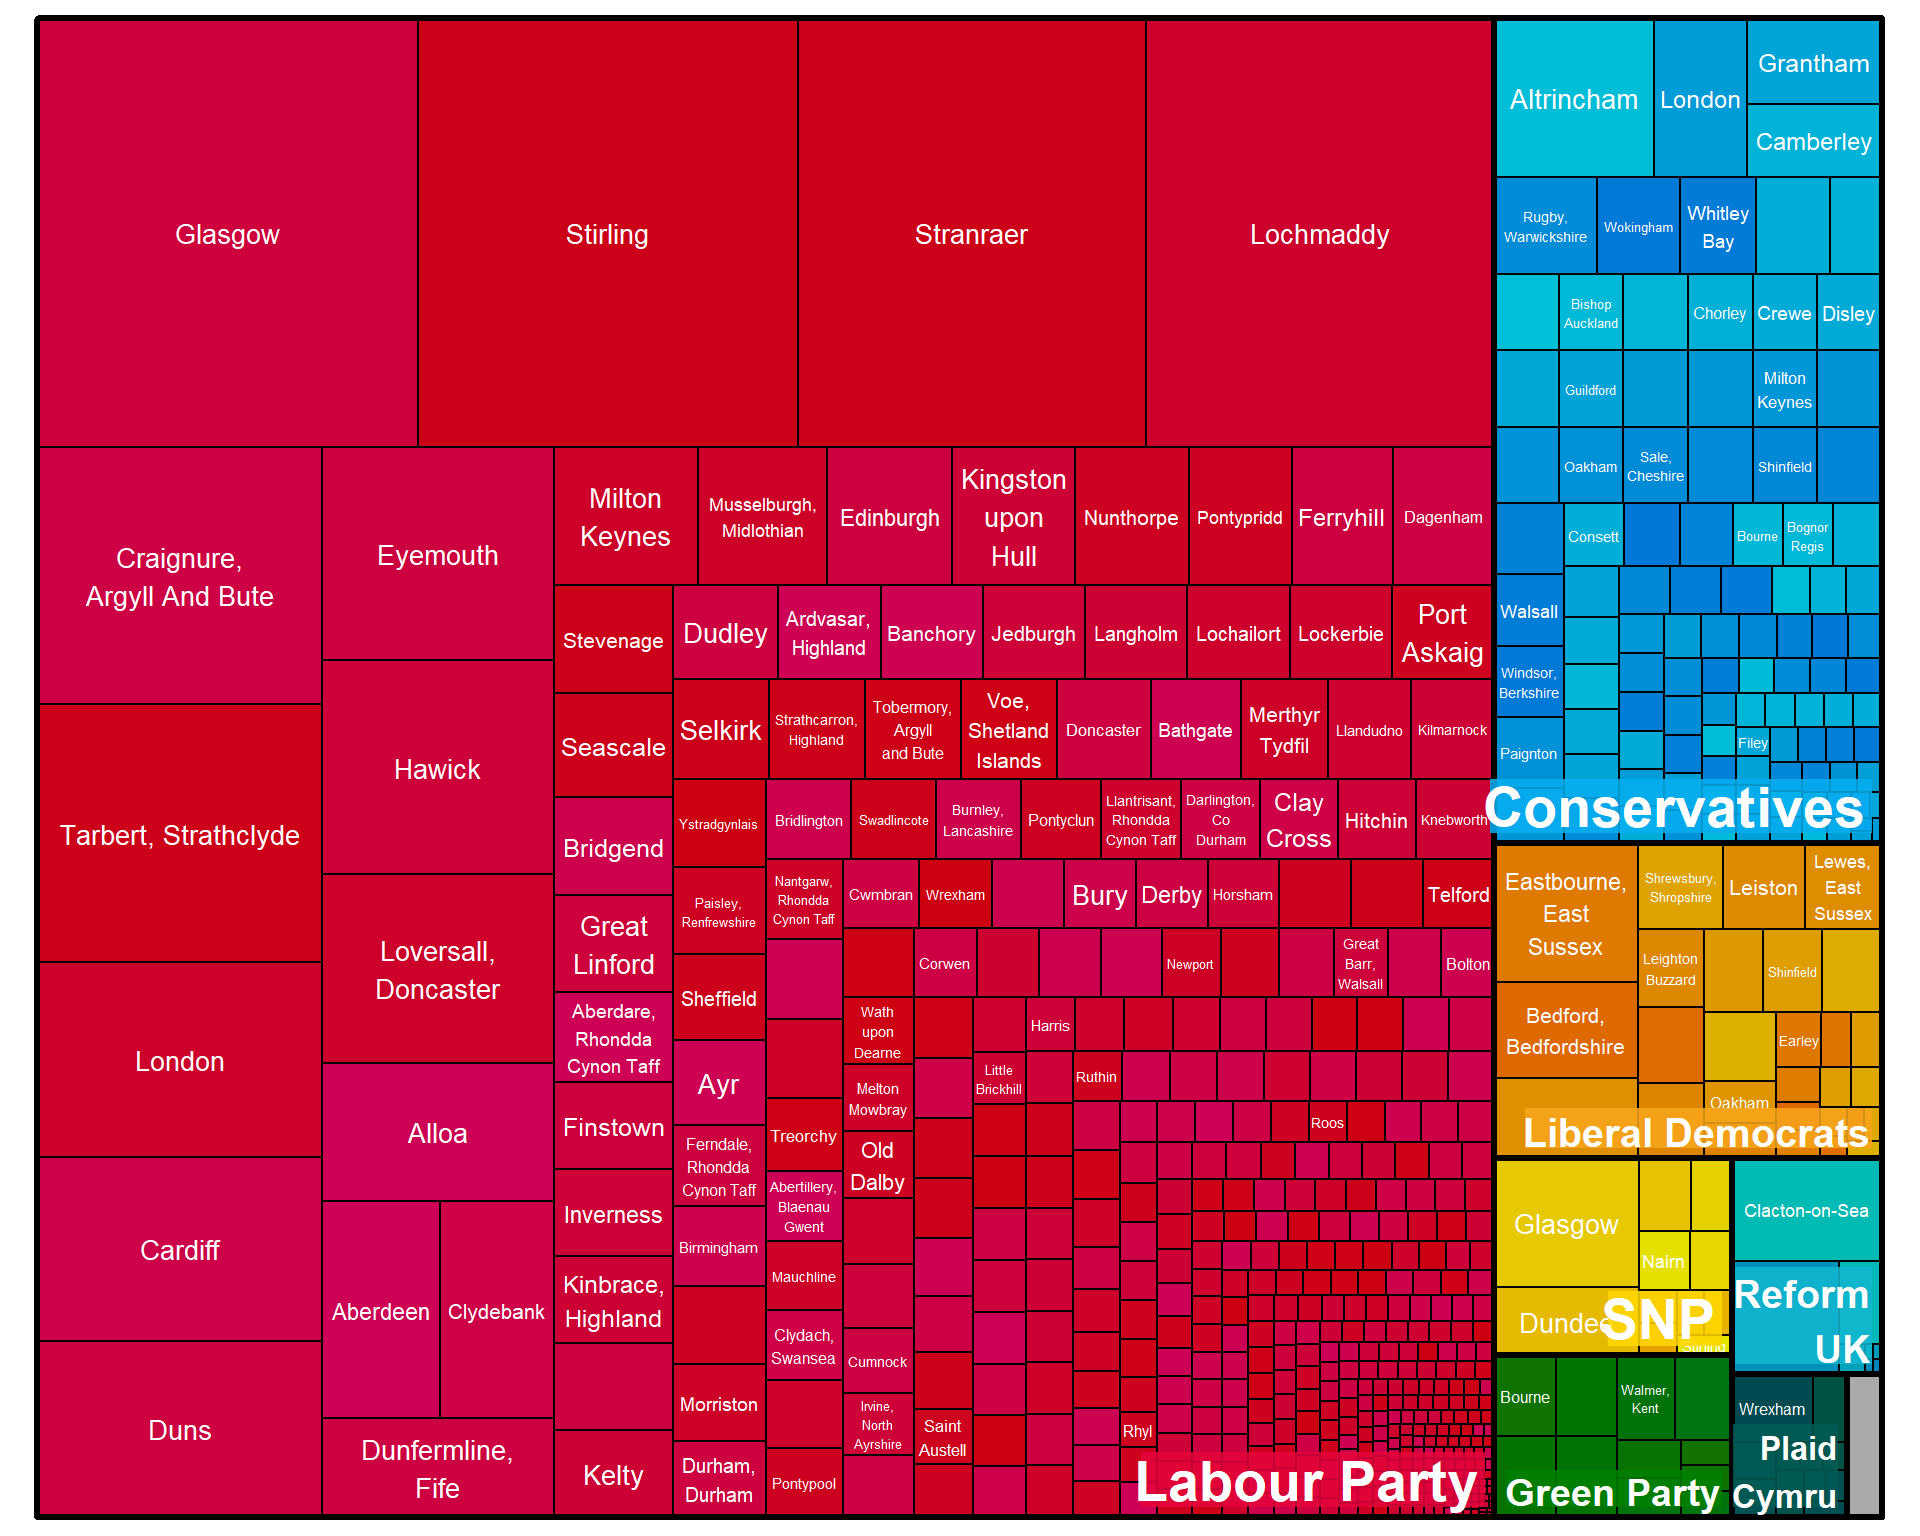 Glasgow
Stirling
Stranraer
Lochmaddy
Craignure,
Argyll And Bute
Tarbert, Strathclyde
London
Cardiff
Duns
Eyemouth
Hawick
Loversall,
Doncaster
Alloa
Aberdeen
Clydebank
Dunfermline,
Fife
Milton
Keynes
Musselburgh,
Midlothian
Edinburgh
Kingston
upon
Hull
Nunthorpe
Pontypridd
Ferryhill
Dagenham
Stevenage
Seascale
Bridgend
Great
Linford
Aberdare,
Rhondda
Cynon Taff
Finstown
Inverness
Kinbrace,
Highland
Kelty
Dudley
Ardvasar,
Highland
Banchory
Jedburgh
Langholm
Lochailort
Lockerbie
Port
Askaig
Selkirk
Strathcarron,
Highland
Tobermory,
Argyll
and Bute
Voe,
Shetland
Islands
Doncaster
Bathgate
Merthyr
Tydfil
Llandudno
Kilmarnock
Ystradgynlais
Paisley,
Renfrewshire
Sheffield
Ayr
Ferndale,
Rhondda
Cynon Taff
Birmingham
Morriston
Durham,
Durham
Bridlington
Swadlincote
Burnley,
Lancashire
Pontyclun
Llantrisant,
Rhondda
Cynon Taff
Darlington,
Co
Durham
Clay
Cross
Hitchin
Knebworth
Nantgarw,
Rhondda
Cynon Taff
Treorchy
Abertillery,
Blaenau
Gwent
Mauchline
Clydach,
Swansea
Pontypool
Cwmbran
Wrexham
Bury
Derby
Horsham
Telford
Corwen
Newport
Great
Barr,
Walsall
Bolton
Wath
upon
Dearne
Melton
Mowbray
Old
Dalby
Cumnock
Irvine,
North
Ayrshire
Saint
Austell
Harris
Little
Brickhill
Ruthin
Roos
Rhyl
Labour Party
Altrincham
London
Grantham
Camberley
Rugby,
Warwickshire
Wokingham
Whitley
Bay
Bishop
Auckland
Chorley
Crewe
Disley
Guildford
Milton
Keynes
Oakham
Sale,
Cheshire
Shinfield
Consett
Bourne
Bognor
Regis
Walsall
Windsor,
Berkshire
Paignton
Filey
Conservatives
Eastbourne,
East
Sussex
Shrewsbury,
Shropshire
Leiston
Lewes,
East
Sussex
Leighton
Buzzard
Shinfield
Bedford,
Bedfordshire
Earley
Oakham
Liberal Democrats
Glasgow
Nairn
Dundee
SNP
Clacton-on-Sea
Reform
UK
Bourne
Walmer,
Kent
Green Party
Wrexham
Plaid
Cymru